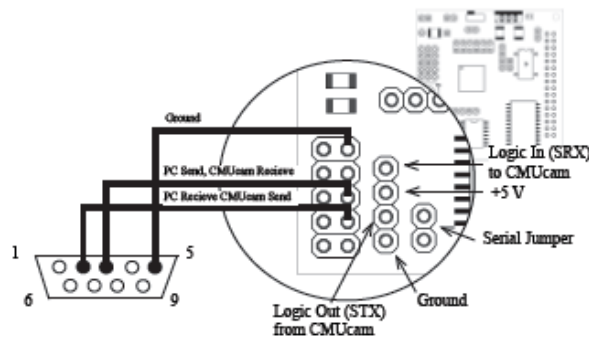 Ground
PC Send, CMUcam Recieve
PC Recieve CMUcam Send
Logic In (SRX)
to CMUcam
+5 V
Serial Jumper
1
5
6
9
Ground
Logic Out (STX)
from CMUcam